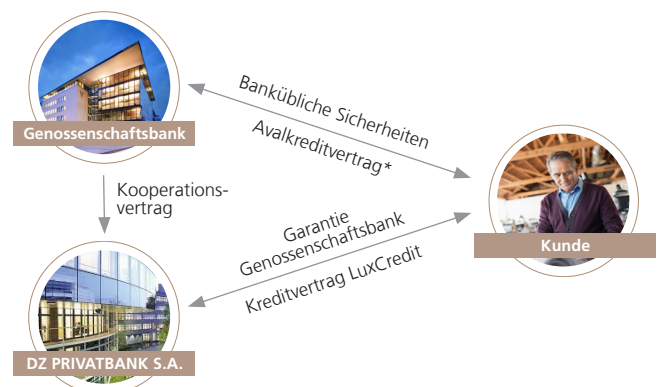 Genossenschaftsbank
Bankübliche Sicherheiten
Avalkreditvertrag*
Kooperations-
vertrag
Garantie
Genossenschaftsbank
Kreditvertrag LuxCredit
Kunde
DZ PRIVATBANK S.A.